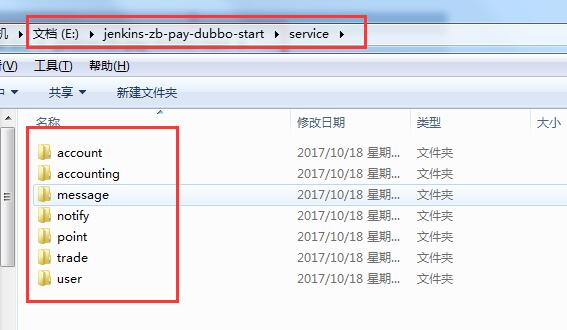 机 文档 (E:) jenkins-zb-pay-dubbo-start service
(V) 工具(T) 帮助(H)
中 共享 新建文件夹
名称 修改日期 类型 大小
account 2017/10/18 星期... 文件夹
accounting 2017/10/18 星期... 文件夹
message 2017/10/18 星期... 文件夹
notify 2017/10/18 星期... 文件夹
point 2017/10/18 星期... 文件夹
trade 2017/10/18 星期... 文件夹
user 2017/10/18 星期... 文件夹